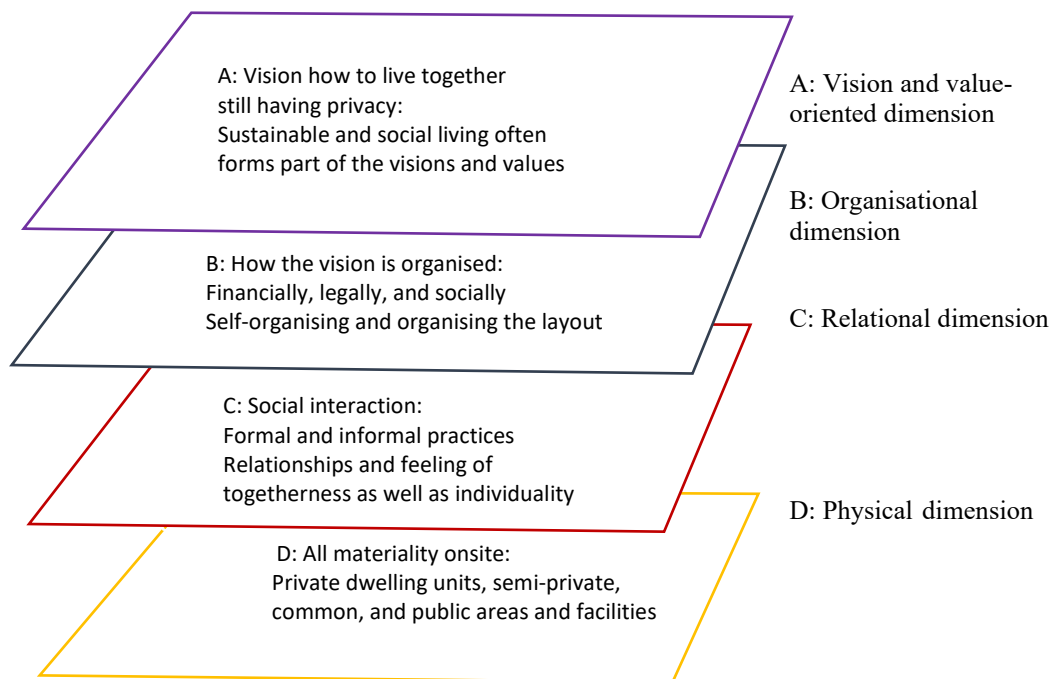 A: Vision how to live together
still having privacy:
Sustainable and social living often
forms part of the visions and values
A: Vision and value-
oriented dimension
B: How the vision is organised:
Financially, legally, and socially
Self-organising and organising the layout
B: Organisational
dimension
C: Social interaction:
Formal and informal practices
Relationships and feeling of
togetherness as well as individuality
C: Relational dimension
D: All materiality onsite:
Private dwelling units, semi-private,
common, and public areas and facilities
D: Physical dimension